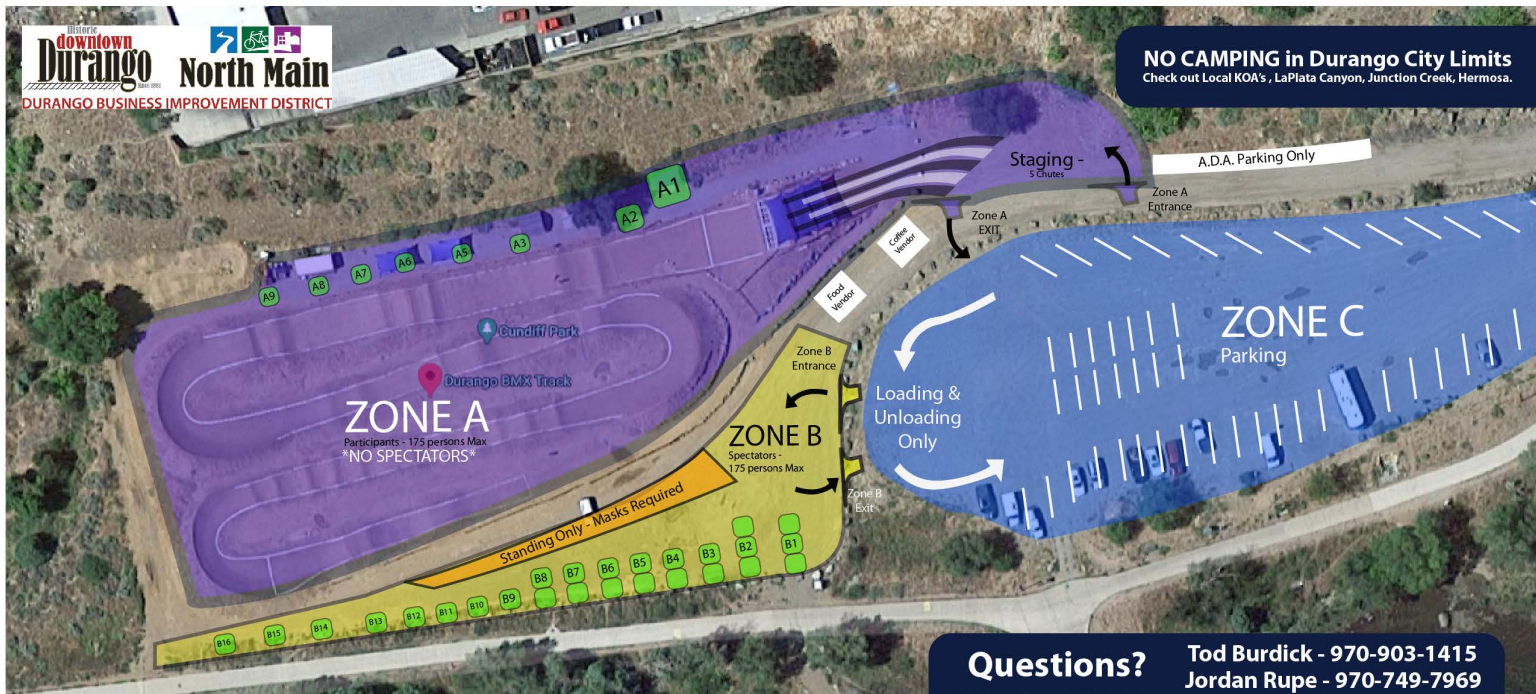 Historic
downtown
Durango
Since 1881
North Main
DURANGO BUSINESS IMPROVEMENT DISTRICT
NO CAMPING in Durango City Limits
Check out Local KOA's , LaPlata Canyon, Junction Creek, Hermosa.
A.D.A. Parking Only
Staging -
5 Chutes
Zone A
Entrance
Zone A
EXIT
Coffee
Vendor
Food
Vendor
A1
A2
A3
A5
A6
A7
A8
A9
Cundiff Park
Durango BMX Track
ZONE A
Participants - 175 persons Max
*NO SPECTATORS*
ZONE C
Parking
Loading &
Unloading
Only
Zone B
Entrance
ZONE B
Spectators -
175 persons Max
Zone B
Exit
Standing Only - Masks Required
B1
B2
B3
B4
B5
B6
B7
B8
B9
B10
B11
B12
B13
B14
B15
B16
Questions?
Tod Burdick - 970-903-1415
Jordan Rupe - 970-749-7969